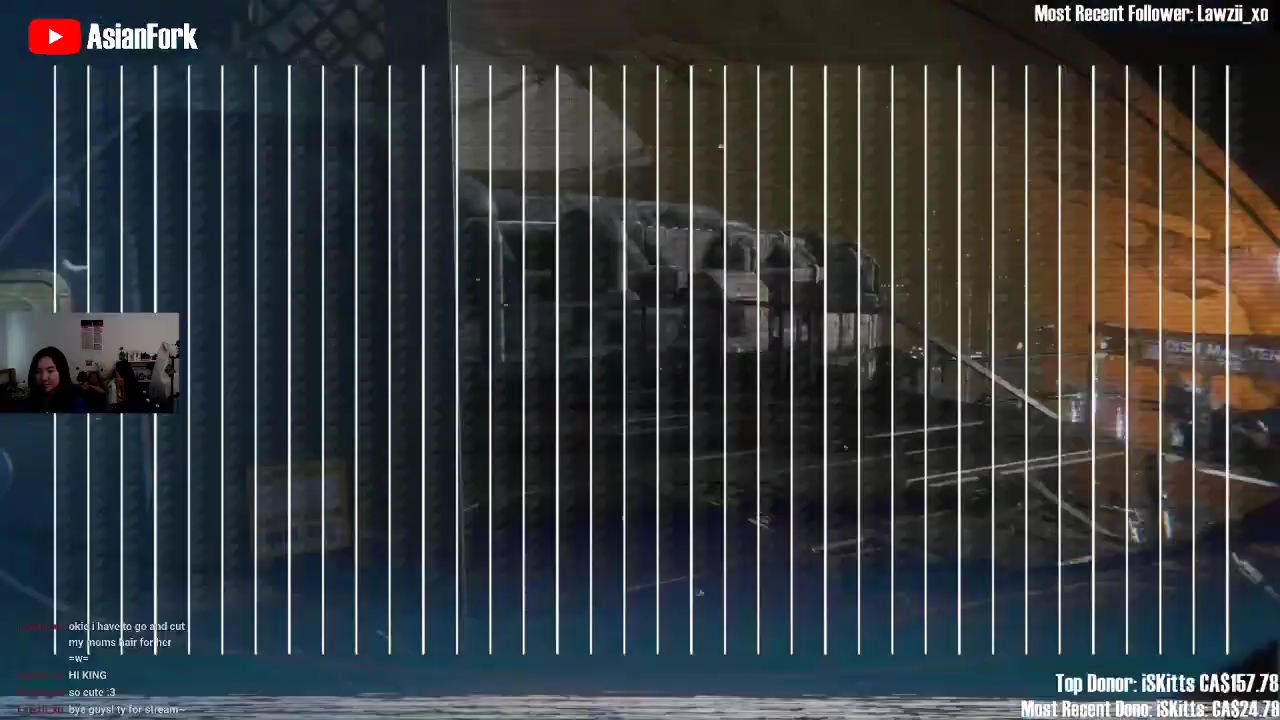 AsianFork
Most Recent Follower: Lawzii_xo
okie i have to go and cut
my moms hair for her
=w=
HI KING
so cute :3
Lawzii_xo bye guys! ty for stream~
Top Donor: iSKitts CA$157.78
Most Recent Dono: iSKitts: CA$24.78